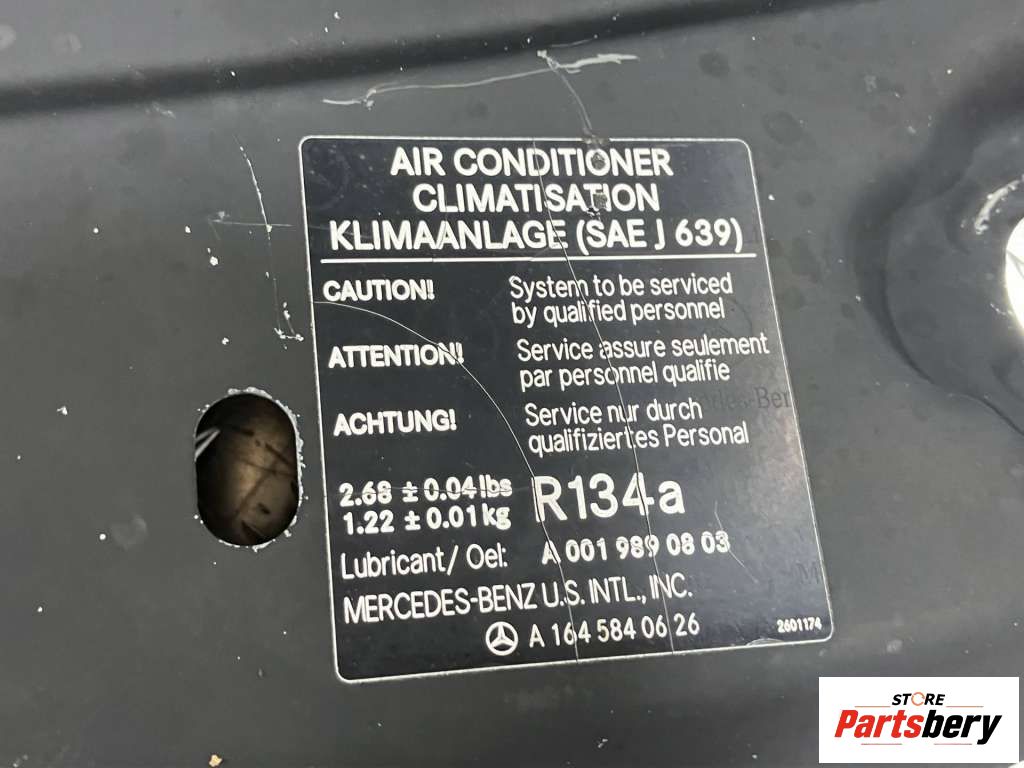 AIR CONDITIONER
CLIMATISATION
KLIMAANLAGE (SAE J 639)
CAUTION! System to be serviced
by qualified personnel
ATTENTION! Service assure seulement
par personnel qualifie
ACHTUNG! Service nur durch
qualifiziertes Personal
2.68 ± 0.04 lbs
1.22 ± 0.01 kg
R134a
Lubricant/Oel: A 001 989 08 03
MERCEDES-BENZ U.S. INTL., INC.
A 164 584 06 26
2601174
STORE
Partsbery